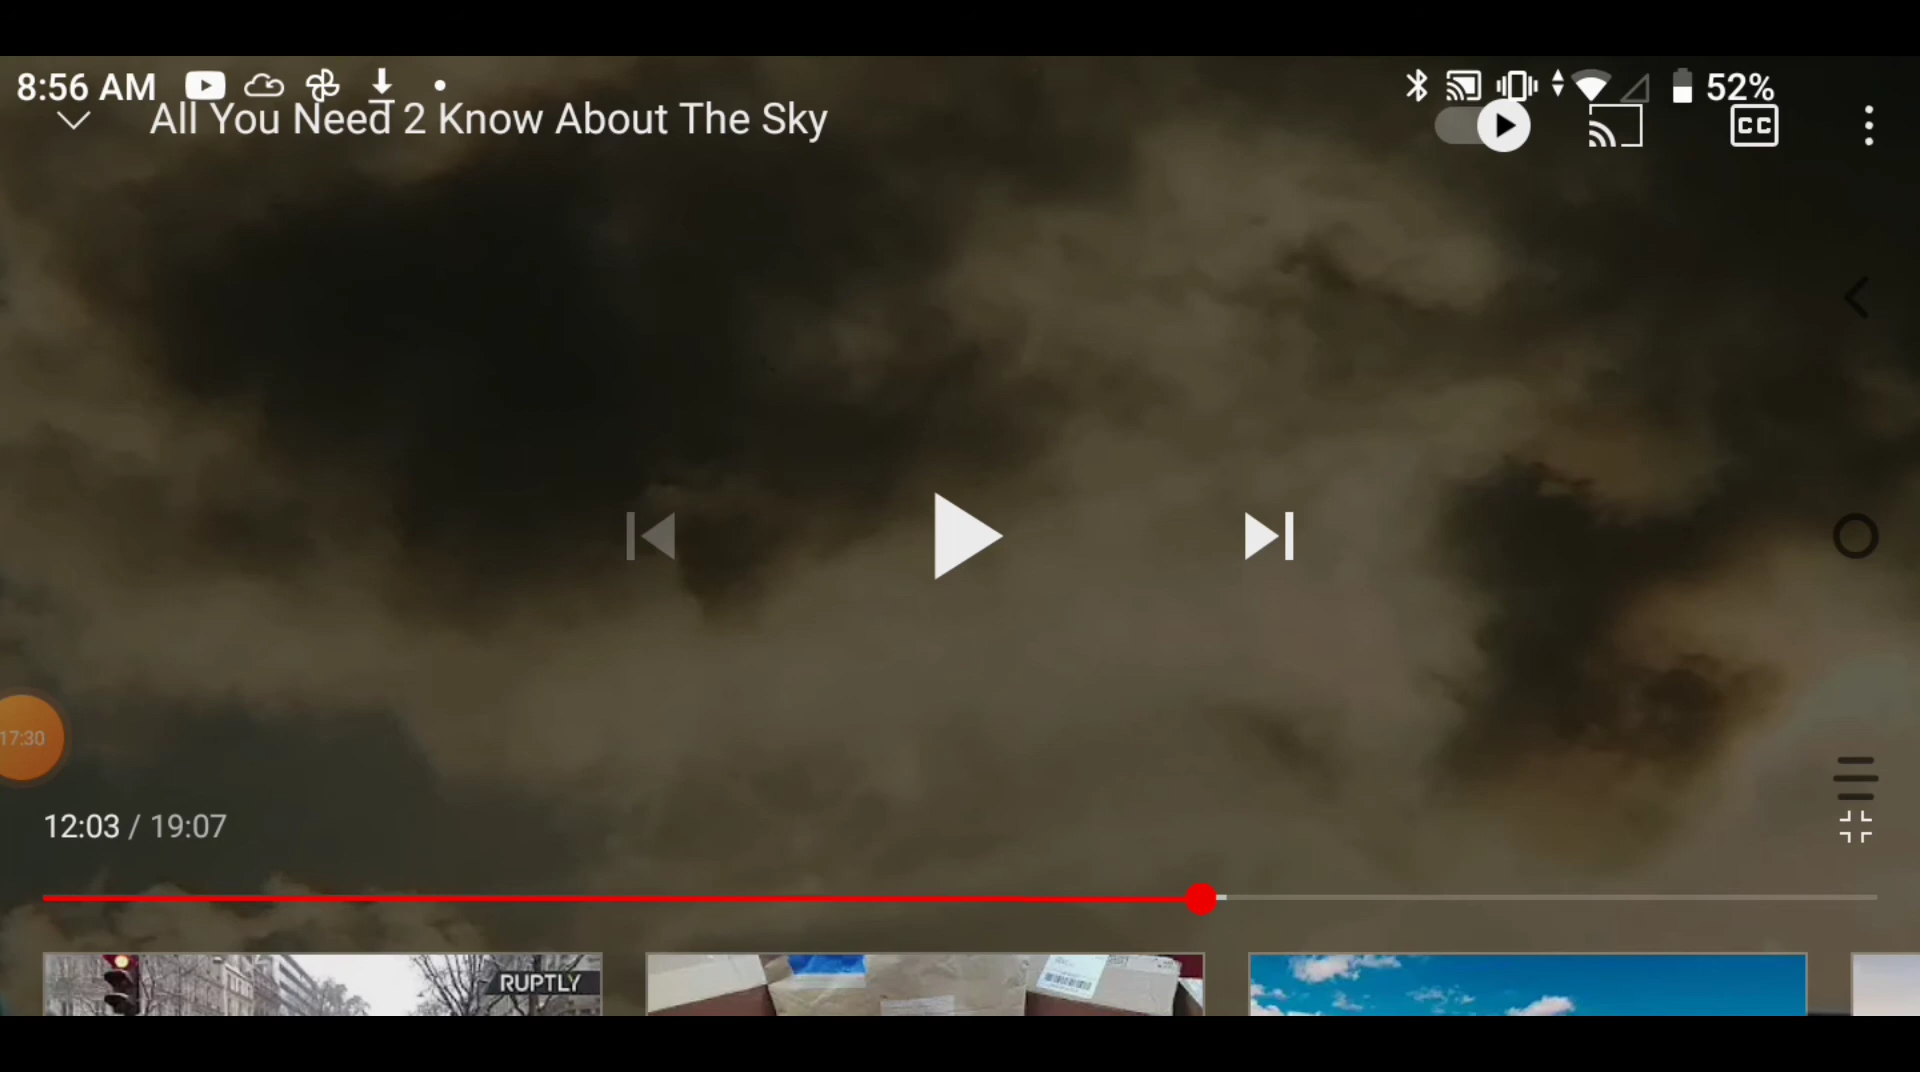 8:56 AM
52%
All You Need 2 Know About The Sky
CC
17:30
12:03 / 19:07
RUPTLY